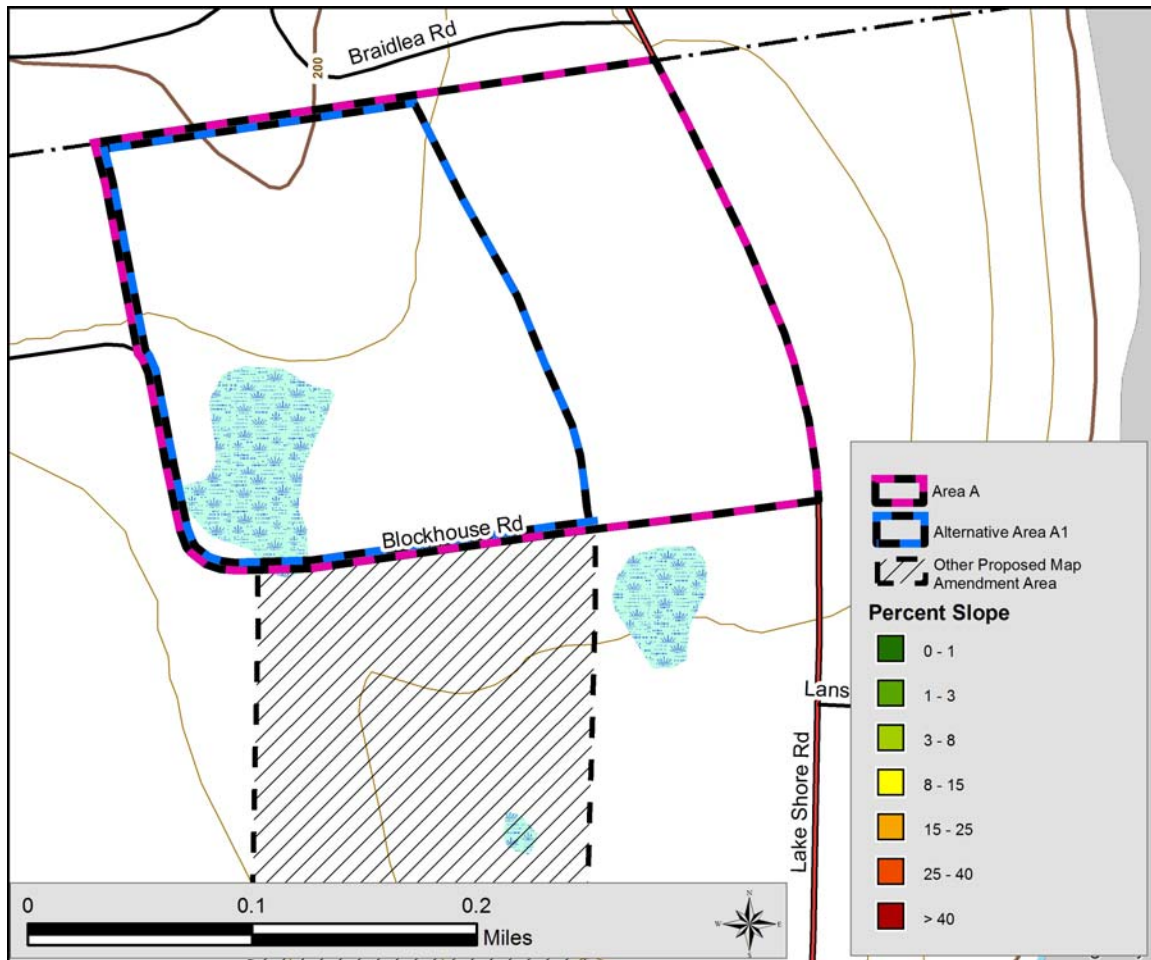 Braidlea Rd
200
Blockhouse Rd
Area A
Alternative Area A1
Other Proposed Map
Amendment Area
Percent Slope
0 - 1
1 - 3
3 - 8
8 - 15
15 - 25
25 - 40
> 40
Lans
Lake Shore Rd
0 0.1 0.2
Miles
N
W E
S